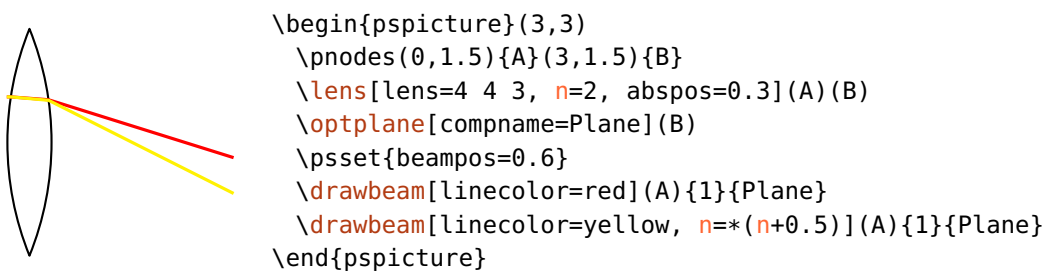 \begin{pspicture}(3,3)
\pnodes(0,1.5){A}(3,1.5){B}
\lens[lens=4 4 3, n=2, abspos=0.3](A)(B)
\optplane[compname=Plane](B)
\psset{beampos=0.6}
\drawbeam[linecolor=red](A){1}{Plane}
\drawbeam[linecolor=yellow, n=*(n+0.5)](A){1}{Plane}
\end{pspicture}